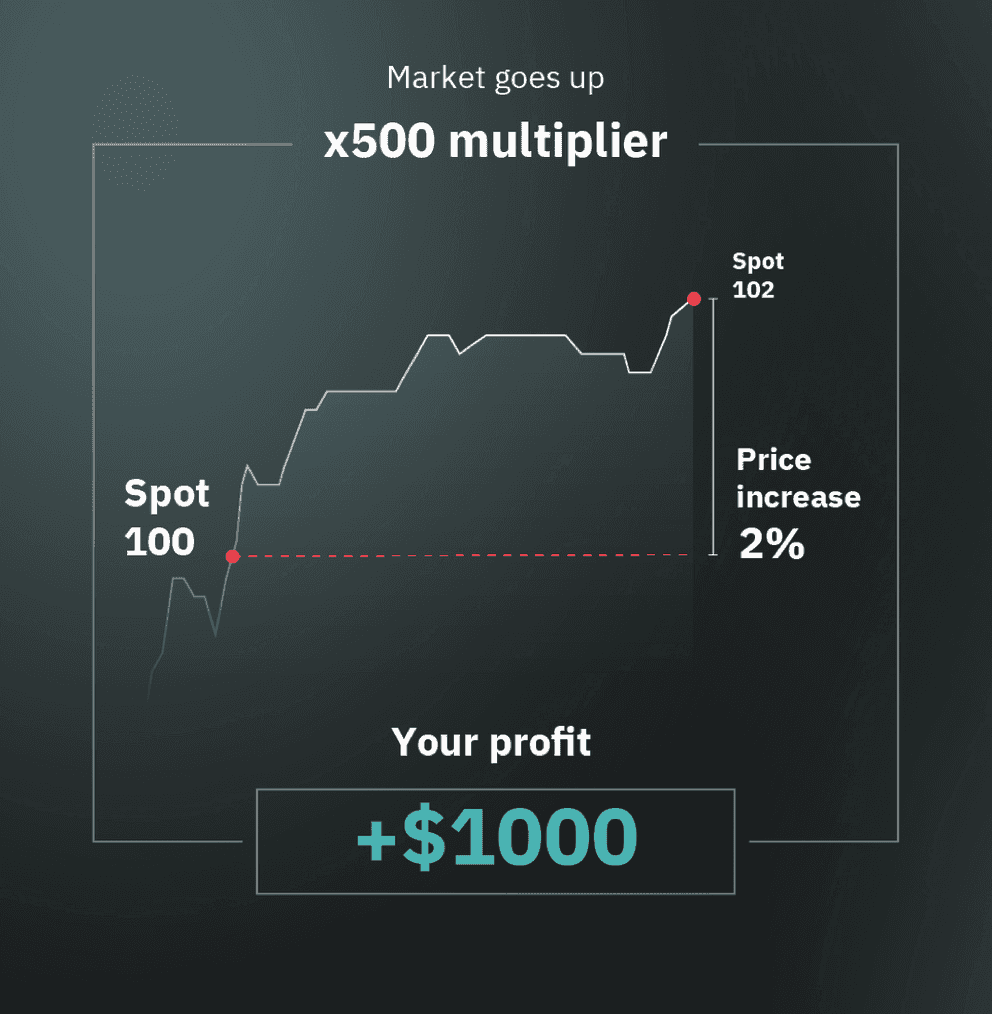 Market goes up
x500 multiplier
Spot
102
Price
increase
2%
Spot
100
Your profit
+$1000